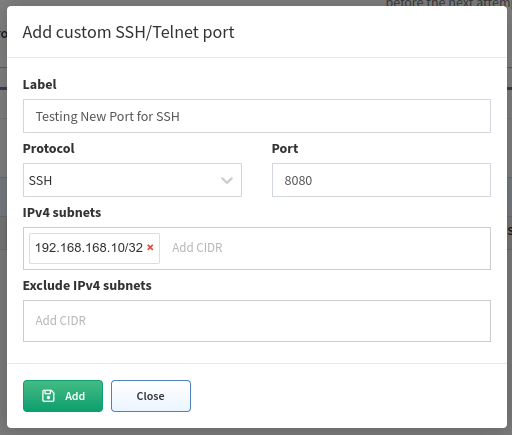 before the next attem
Add custom SSH/Telnet port
Label
Testing New Port for SSH
Protocol
Port
SSH
8080
IPv4 subnets
192.168.168.10/32 ×
Add CIDR
Exclude IPv4 subnets
Add CIDR
Add
Close